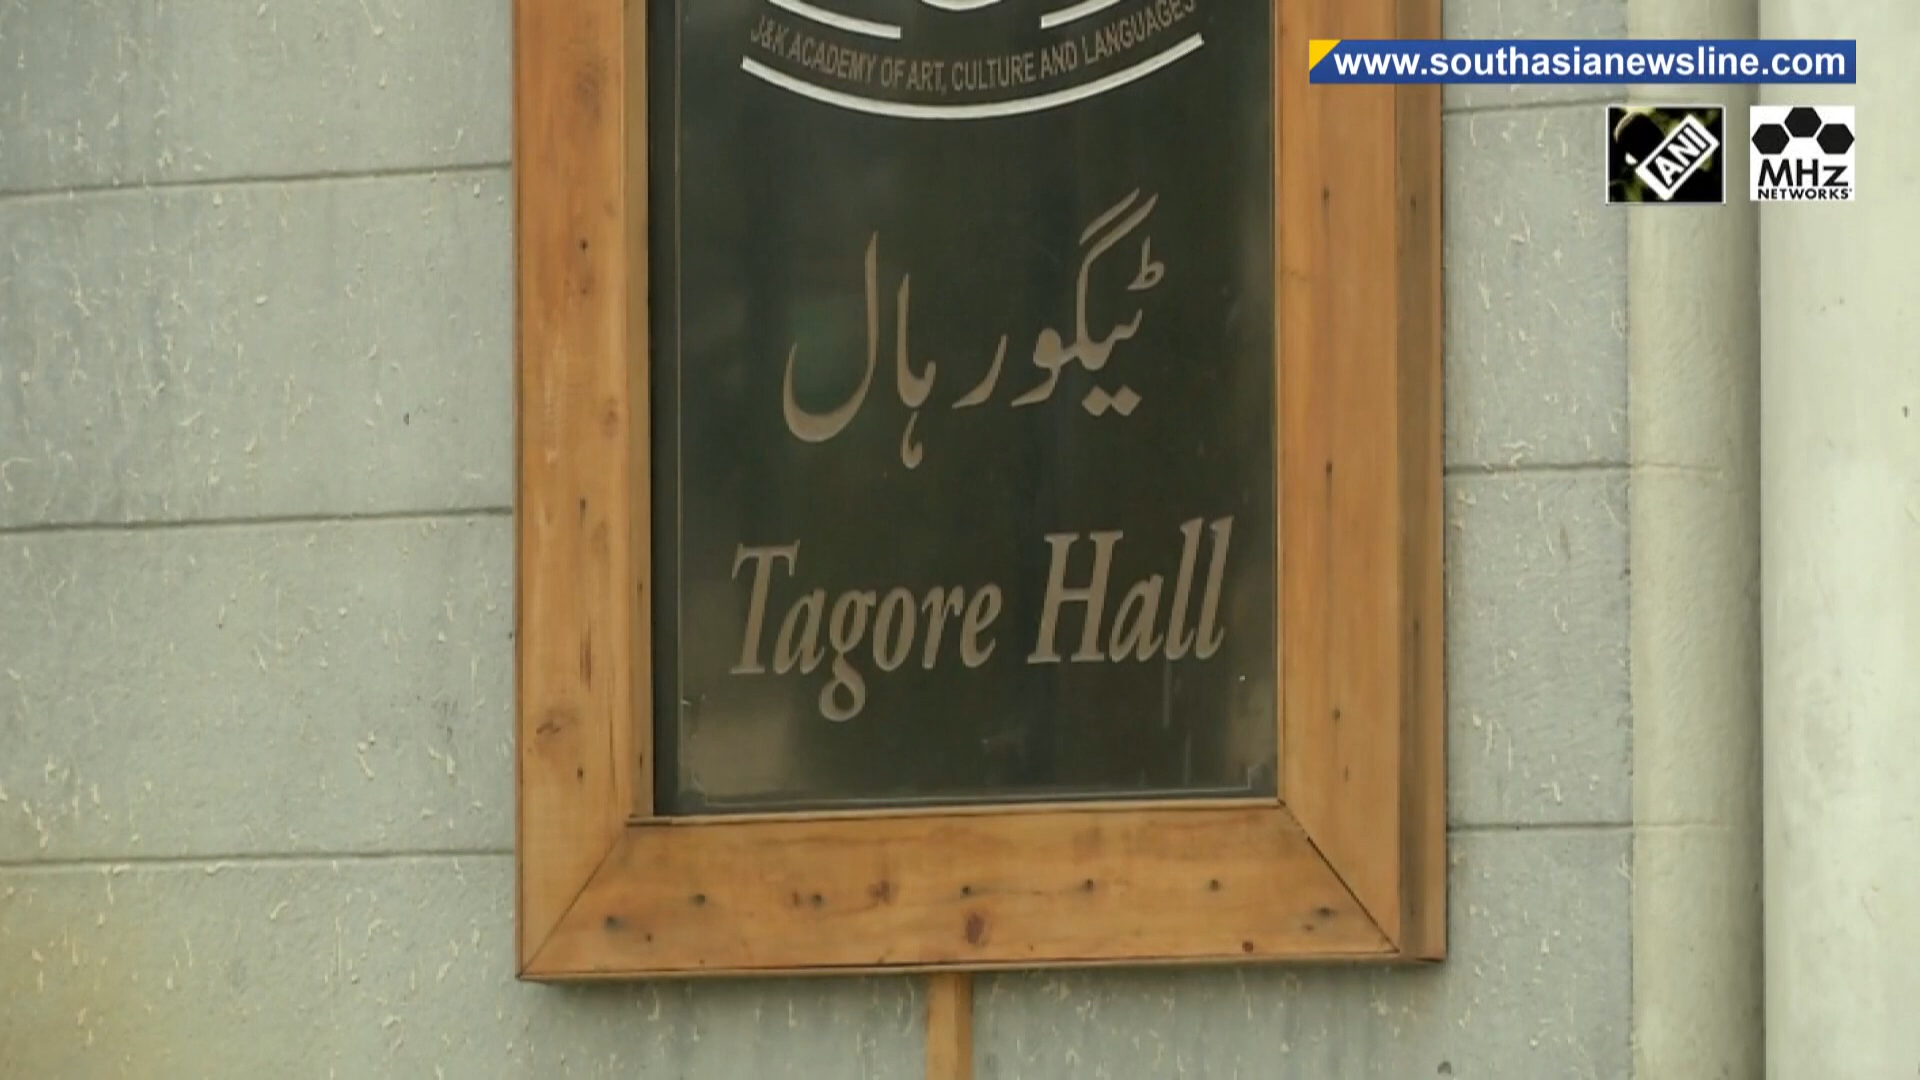 J&K ACADEMY OF ART, CULTURE AND LANGUAGES
www.southasianewsline.com
ANI
MHz
NETWORKS
ٹیگور ہال
Tagore Hall